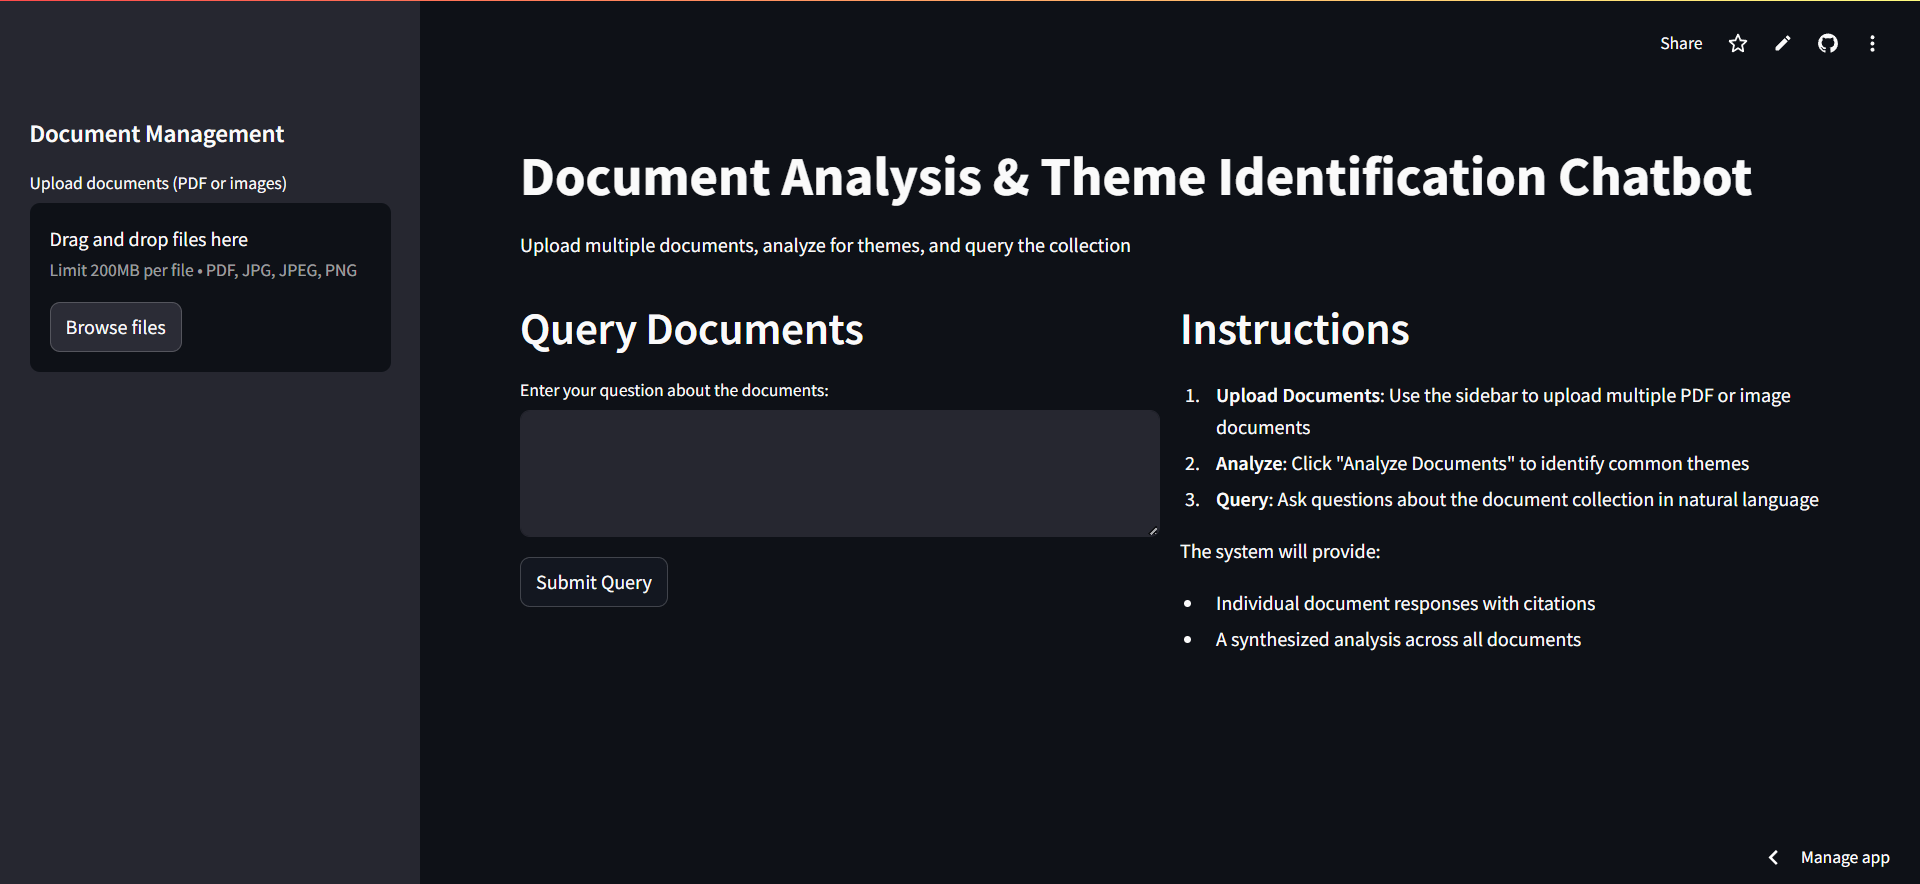 Share
Document Management
Upload documents (PDF or images)
Drag and drop files here
Limit 200MB per file • PDF, JPG, JPEG, PNG
Browse files
Document Analysis & Theme Identification Chatbot
Upload multiple documents, analyze for themes, and query the collection
Query Documents
Enter your question about the documents:
Submit Query
Instructions
1. Upload Documents: Use the sidebar to upload multiple PDF or image
documents
2. Analyze: Click "Analyze Documents" to identify common themes
3. Query: Ask questions about the document collection in natural language
The system will provide:
• Individual document responses with citations
• A synthesized analysis across all documents
Manage app